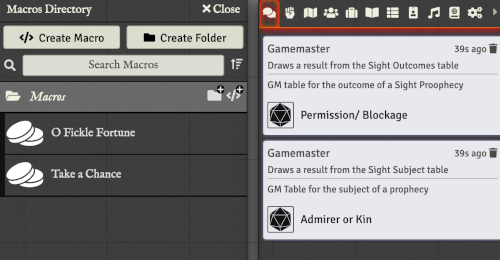 Macros Directory
Close
Create Macro
Create Folder
Search Macros
Macros
O Fickle Fortune
Take a Chance
Gamemaster
39s ago
Draws a result from the Sight Outcomes table
GM table for the outcome of a Sight Proophecy
Permission/ Blockage
Gamemaster
39s ago
Draws a result from the Sight Subject table
GM Table for the subject of a prophecy
Admirer or Kin